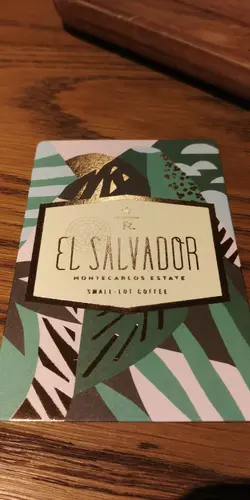 R.
EL SALVADOR
MONTECARLOS ESTATE
SMALL-LOT COFFEE